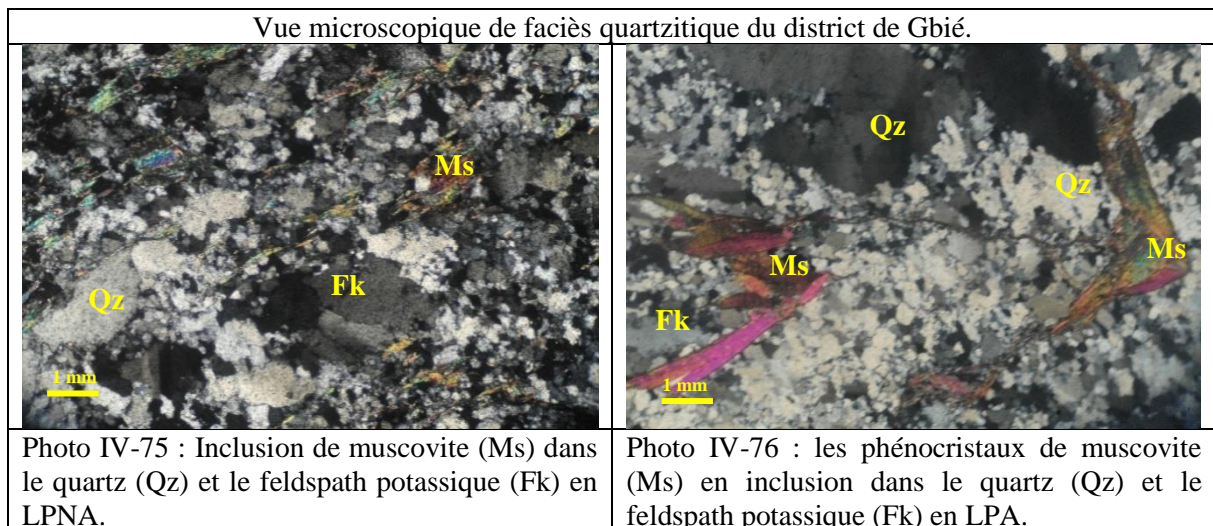 Vue microscopique de faciès quartzitique du district de Gbié.
Ms
Fk
Qz
1 mm
Qz
Qz
Ms
Ms
Fk
1 mm
Photo IV-75 : Inclusion de muscovite (Ms) dans
le quartz (Qz) et le feldspath potassique (Fk) en
LPNA.
Photo IV-76 : les phénocristaux de muscovite
(Ms) en inclusion dans le quartz (Qz) et le
feldspath potassique (Fk) en LPA.